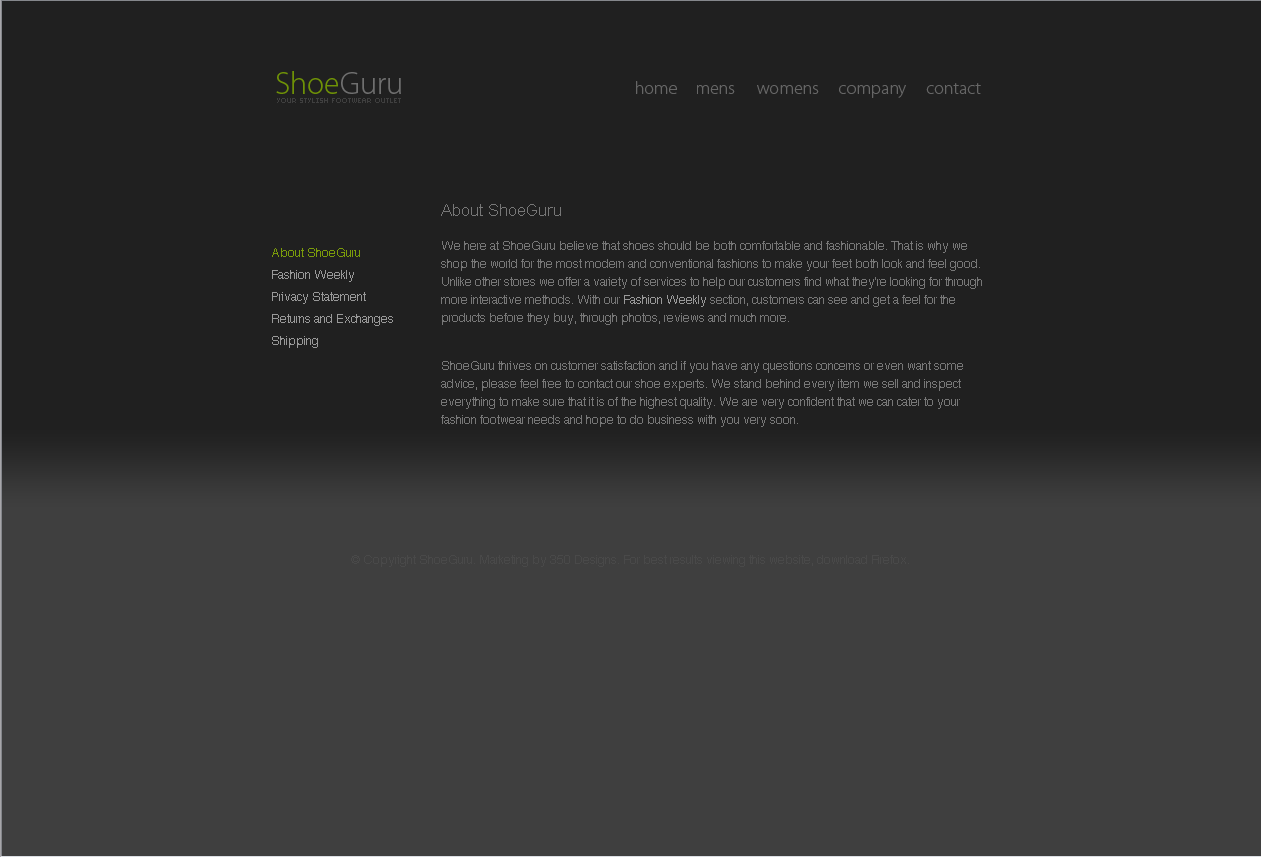 ShoeGuru
YOUR STYLISH FOOTWEAR OUTLET
home mens womens company contact
About ShoeGuru
Fashion Weekly
Privacy Statement
Returns and Exchanges
Shipping
About ShoeGuru
We here at ShoeGuru believe that shoes should be both comfortable and fashionable. That is why we
shop the world for the most modern and conventional fashions to make your feet both look and feel good.
Unlike other stores we offer a variety of services to help our customers find what they're looking for through
more interactive methods. With our Fashion Weekly section, customers can see and get a feel for the
products before they buy, through photos, reviews and much more.
ShoeGuru thrives on customer satisfaction and if you have any questions concerns or even want some
advice, please feel free to contact our shoe experts. We stand behind every item we sell and inspect
everything to make sure that it is of the highest quality. We are very confident that we can cater to your
fashion footwear needs and hope to do business with you very soon.
© Copyright ShoeGuru. Marketing by 350 Designs. For best results viewing this website, download Firefox.